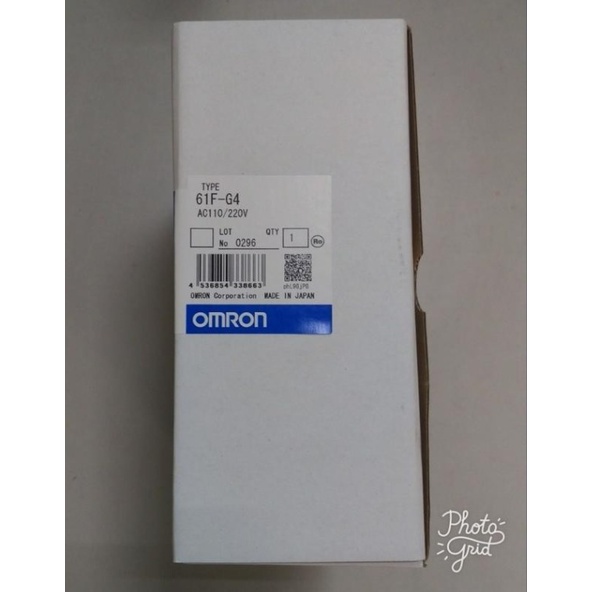 TYPE
61F-G4
AC110/220V
LOT No 0296 QTY 1
4 536854 338663
OMRON Corporation MADE IN JAPAN
OMRON
Photo
Grid